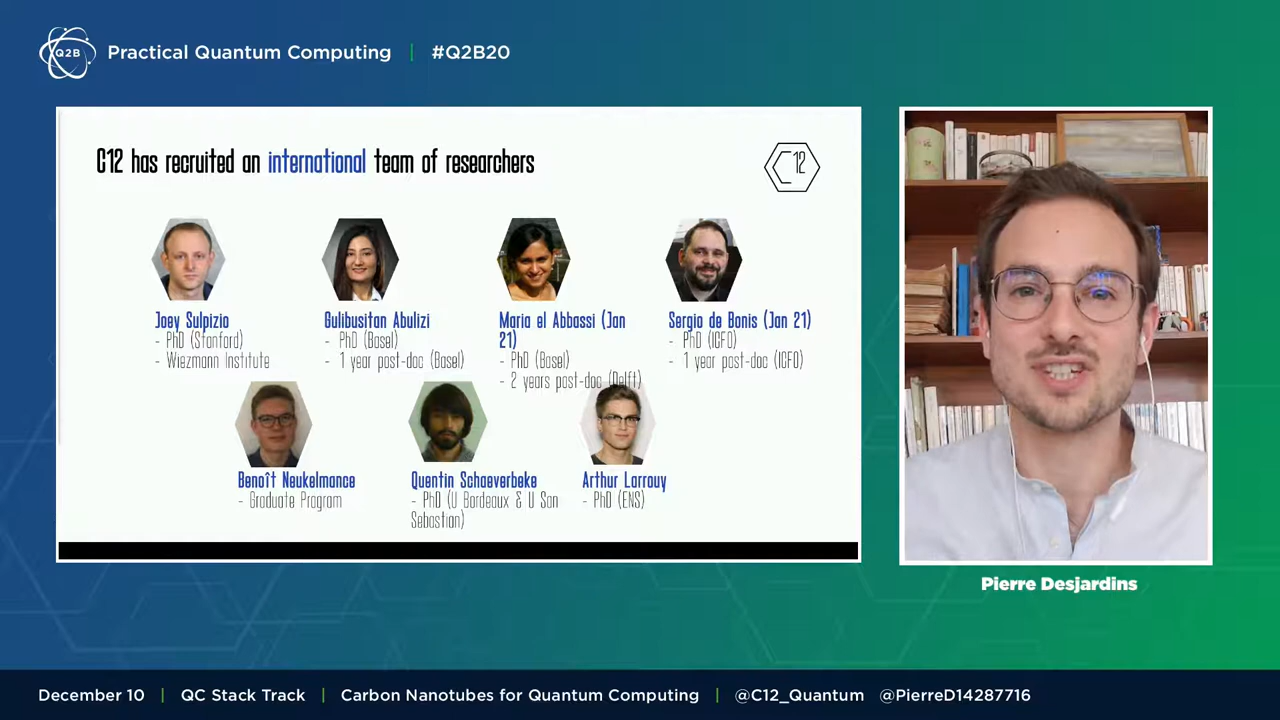 Q2B
Practical Quantum Computing | #Q2B20
C12 has recruited an international team of researchers
C12
Joey Sulpizio
- PhD (Stanford)
- Wiezmann Institute
Gulibusitan Abulizi
- PhD (Basel)
- 1 year post-doc (Basel)
Maria el Abbassi (Jan
21)
- PhD (Basel)
- 2 years post-doc (Delft)
Sergio de Bonis (Jan 21)
- PhD (ICFO)
- 1 year post-doc (ICFO)
Benoît Neukelmance
- Graduate Program
Quentin Schaeverbeke
- PhD (U Bordeaux & U San
Sebastian)
Arthur Larrouy
- PhD (ENS)
Pierre Desjardins
December 10 | QC Stack Track | Carbon Nanotubes for Quantum Computing | @C12_Quantum @PierreD14287716